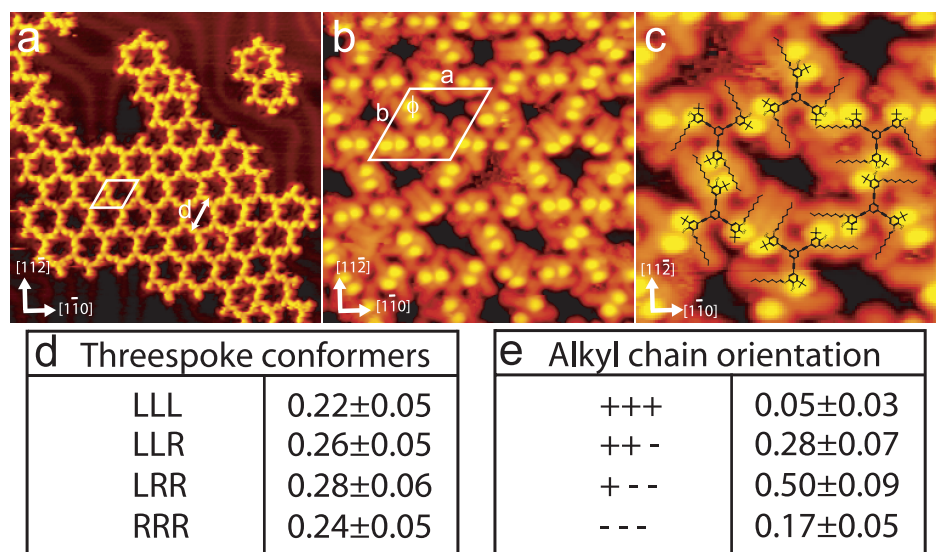 a
d
[112̄]
[11̄0]
b
a
b
ϕ
[112̄]
[11̄0]
c
[112̄]
[11̄0]
d Threespoke conformers
LLL 0.22±0.05
LLR 0.26±0.05
LRR 0.28±0.06
RRR 0.24±0.05
e Alkyl chain orientation
+++ 0.05±0.03
++ - 0.28±0.07
+ - - 0.50±0.09
- - - 0.17±0.05